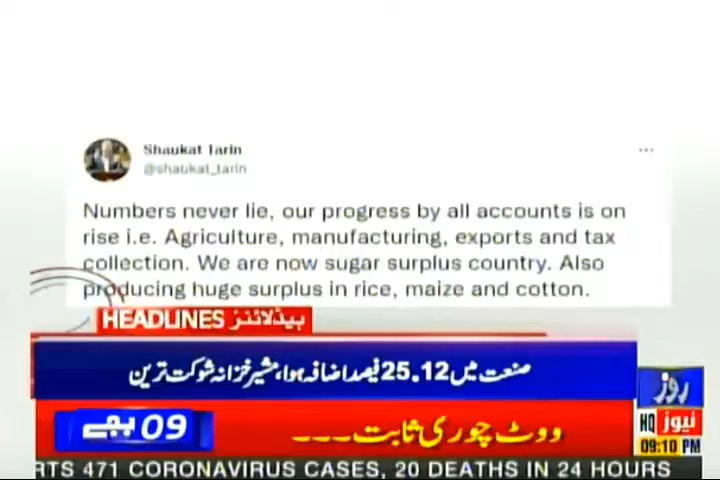 Shaukat Tarin
@shaukat_tarin
Numbers never lie, our progress by all accounts is on
rise i.e. Agriculture, manufacturing, exports and tax
collection. We are now sugar surplus country. Also
producing huge surplus in rice, maize and cotton.
HEADLINES ہیڈلائنز
صنعت میں 25.12 فیصد اضافہ ہوا، مشیر خزانہ شوکت ترین
روز
HQ نیوز
09:10 PM
09 بجے
ووٹ چوری ثابت ...
RTS 471 CORONAVIRUS CASES, 20 DEATHS IN 24 HOURS